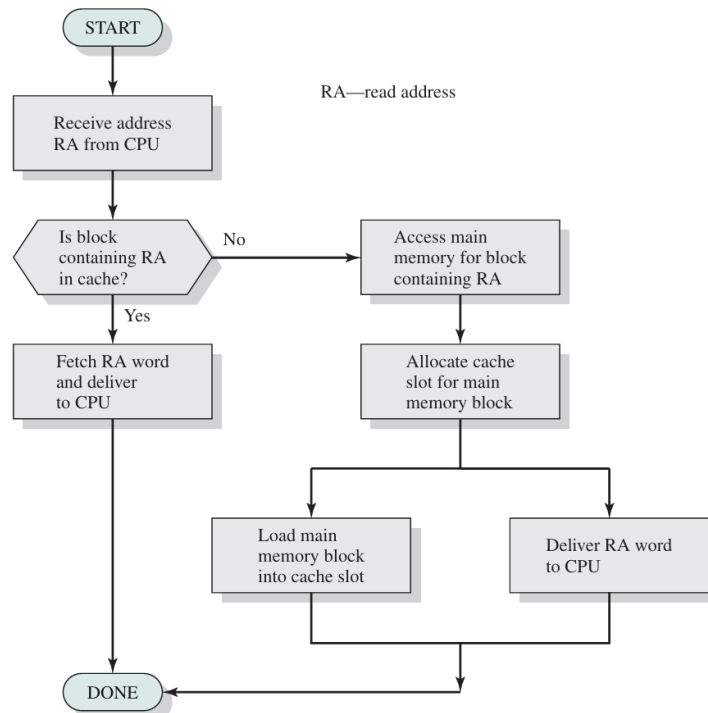 START
RA—read address
Receive address
RA from CPU
Is block
containing RA
in cache?
No
Access main
memory for block
containing RA
Yes
Fetch RA word
and deliver
to CPU
Allocate cache
slot for main
memory block
Load main
memory block
into cache slot
Deliver RA word
to CPU
DONE